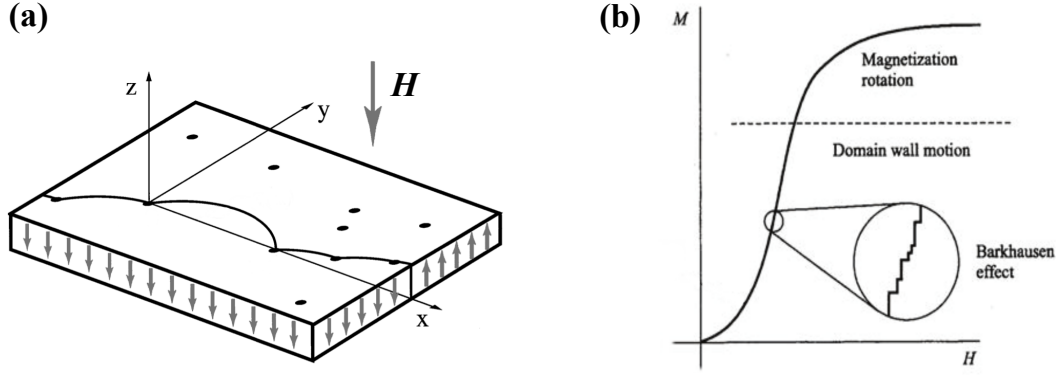 (a)
z
y
H
x
(b)
M
Magnetization
rotation
Domain wall motion
Barkhausen
effect
H